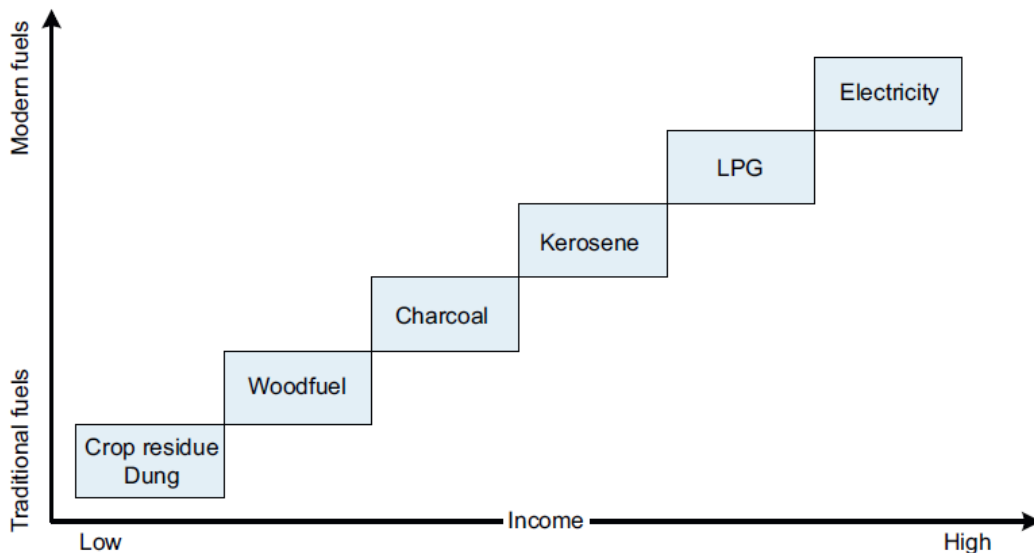 Modern fuels
Electricity
LPG
Kerosene
Charcoal
Woodfuel
Traditional fuels
Crop residue
Dung
Income
Low
High